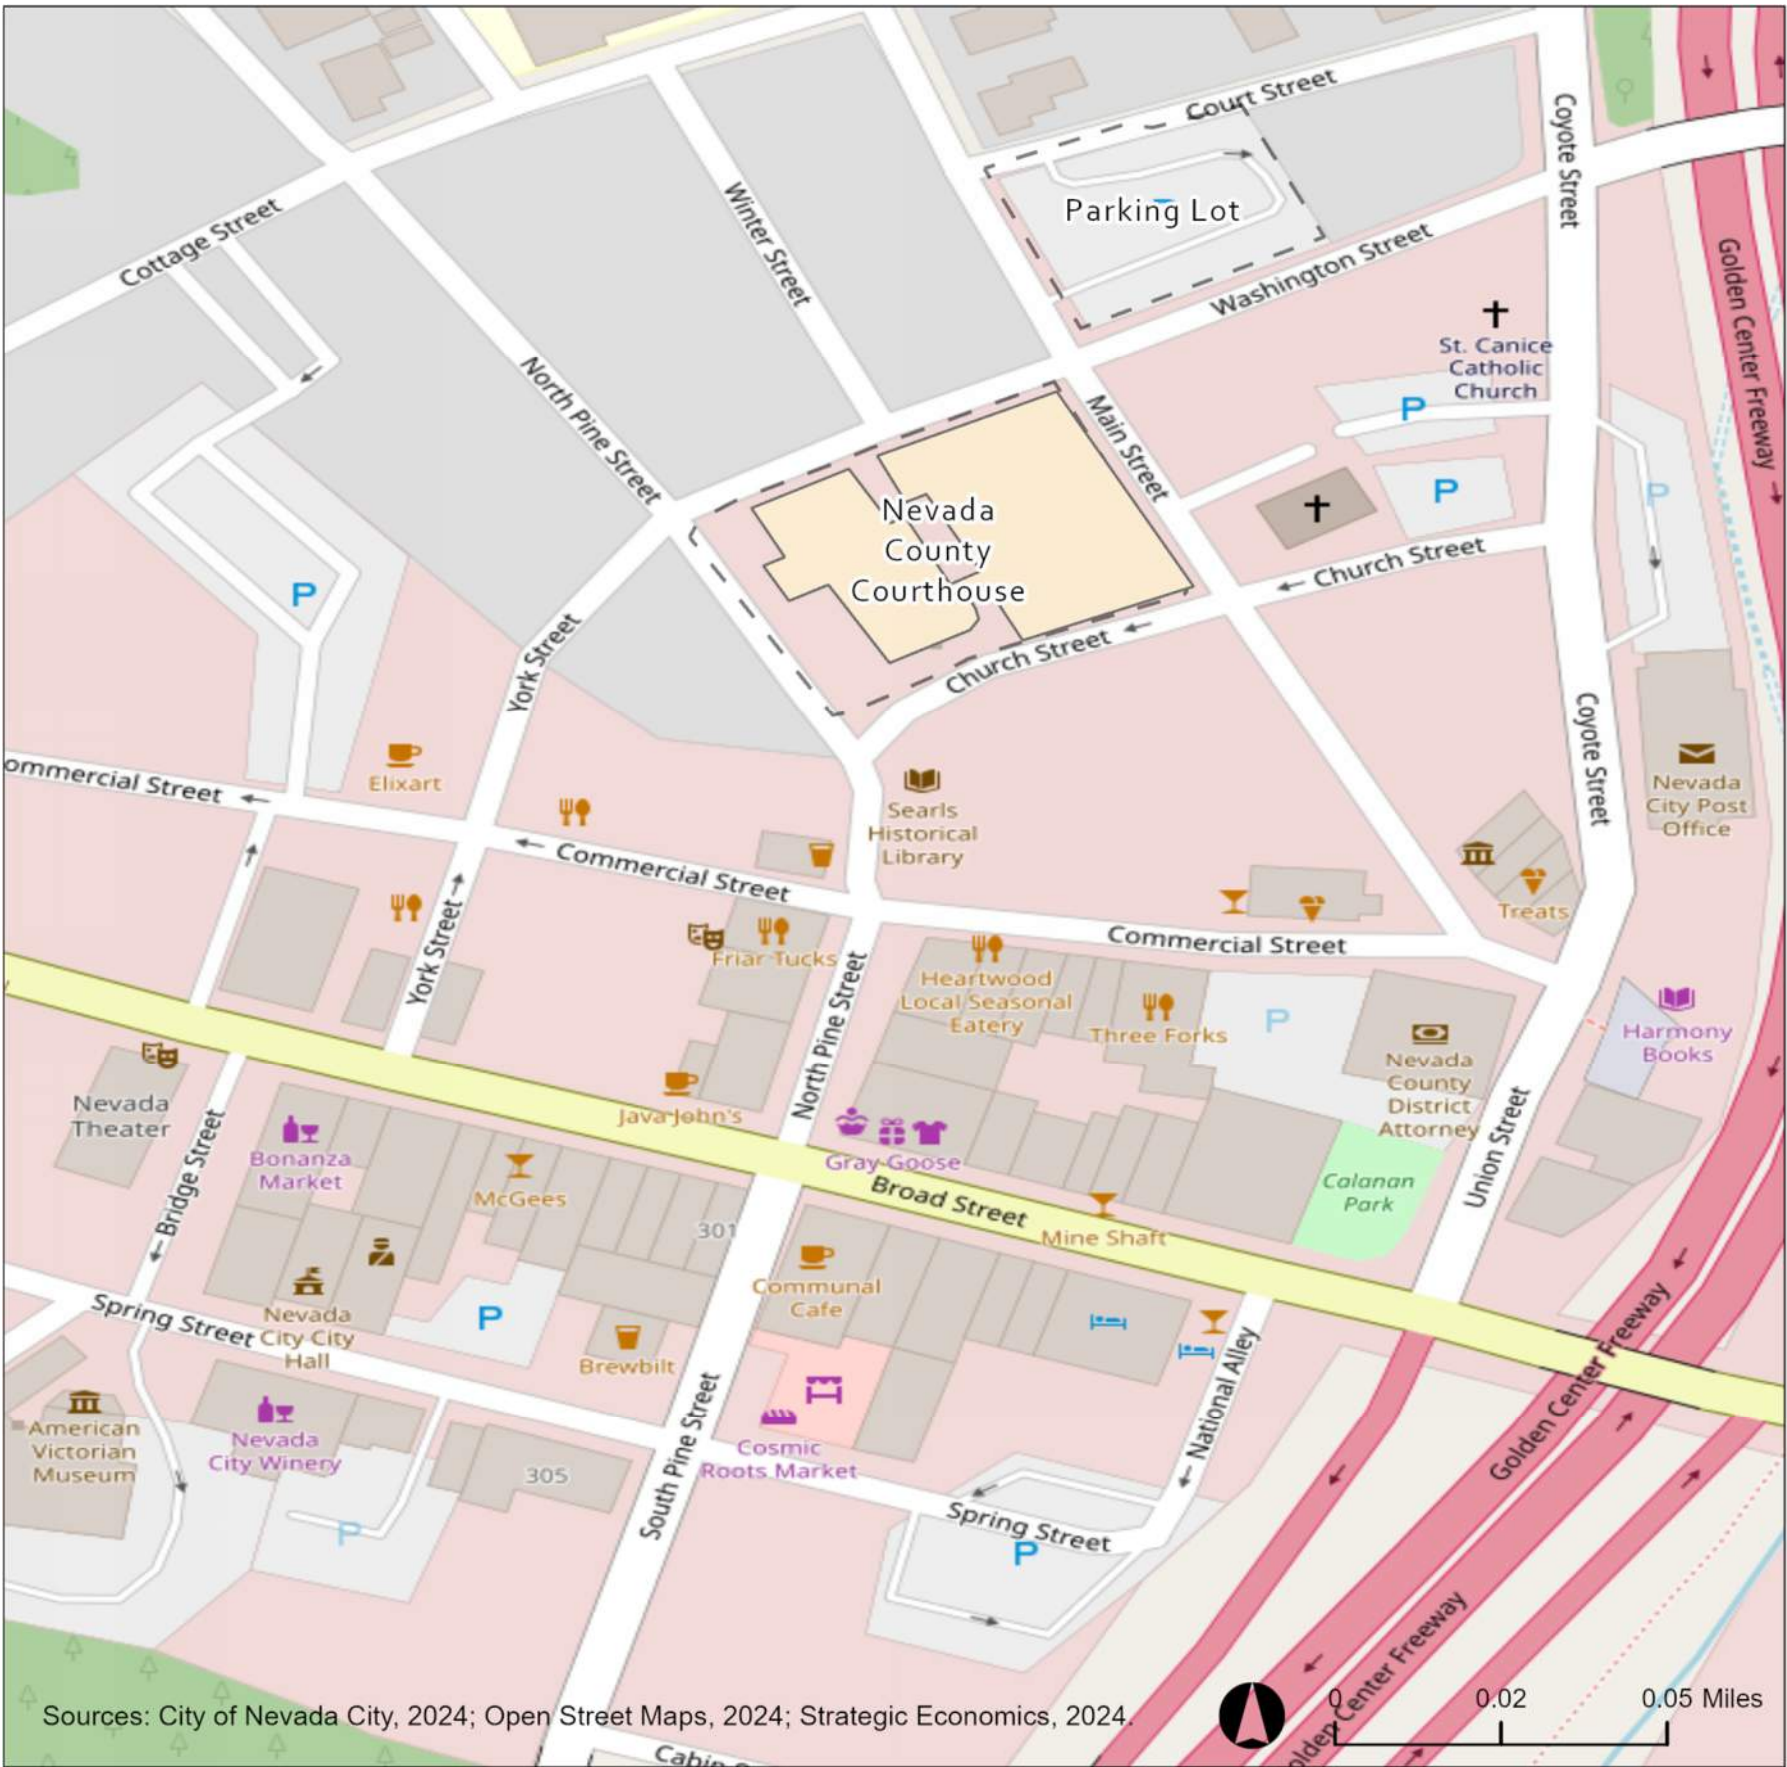 Court Street
Coyote Street
Parking Lot
Winter Street
Cottage Street
Washington Street
Golden Center Freeway
St. Canice
Catholic
Church
P
North Pine Street
Main Street
P
P
Nevada
County
Courthouse
Church Street
P
Church Street
York Street
Coyote Street
ommercial Street
Elixart
Searls
Historical
Library
Nevada
City Post
Office
Commercial Street
Treats
Commercial Street
York Street
Friar Tucks
North Pine Street
Heartwood
Local Seasonal
Eatery
Three Forks
P
Nevada
County
District
Attorney
Harmony
Books
Nevada
Theater
Java John's
Bridge Street
Bonanza
Market
McGees
Gray Goose
Broad Street
Mine Shaft
Calanan
Park
Union Street
301
Communal
Cafe
Spring Street
Nevada
City City
Hall
P
Brewbilt
National Alley
Golden Center Freeway
American
Victorian
Museum
Nevada
City Winery
305
South Pine Street
Cosmic
Roots Market
P
Spring Street
P
Golden Center Freeway
Sources: City of Nevada City, 2024; Open Street Maps, 2024; Strategic Economics, 2024.
0 0.02 0.05 Miles
Cabin